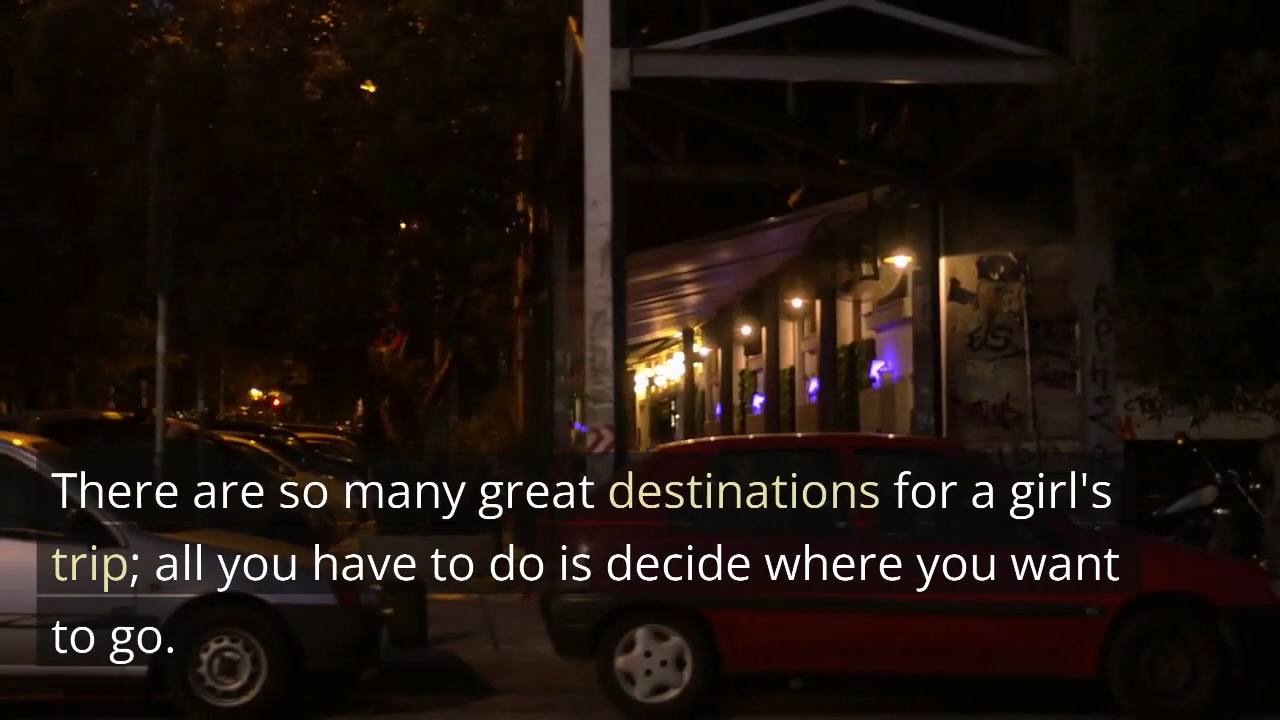 There are so many great destinations for a girl's
trip; all you have to do is decide where you want
to go.